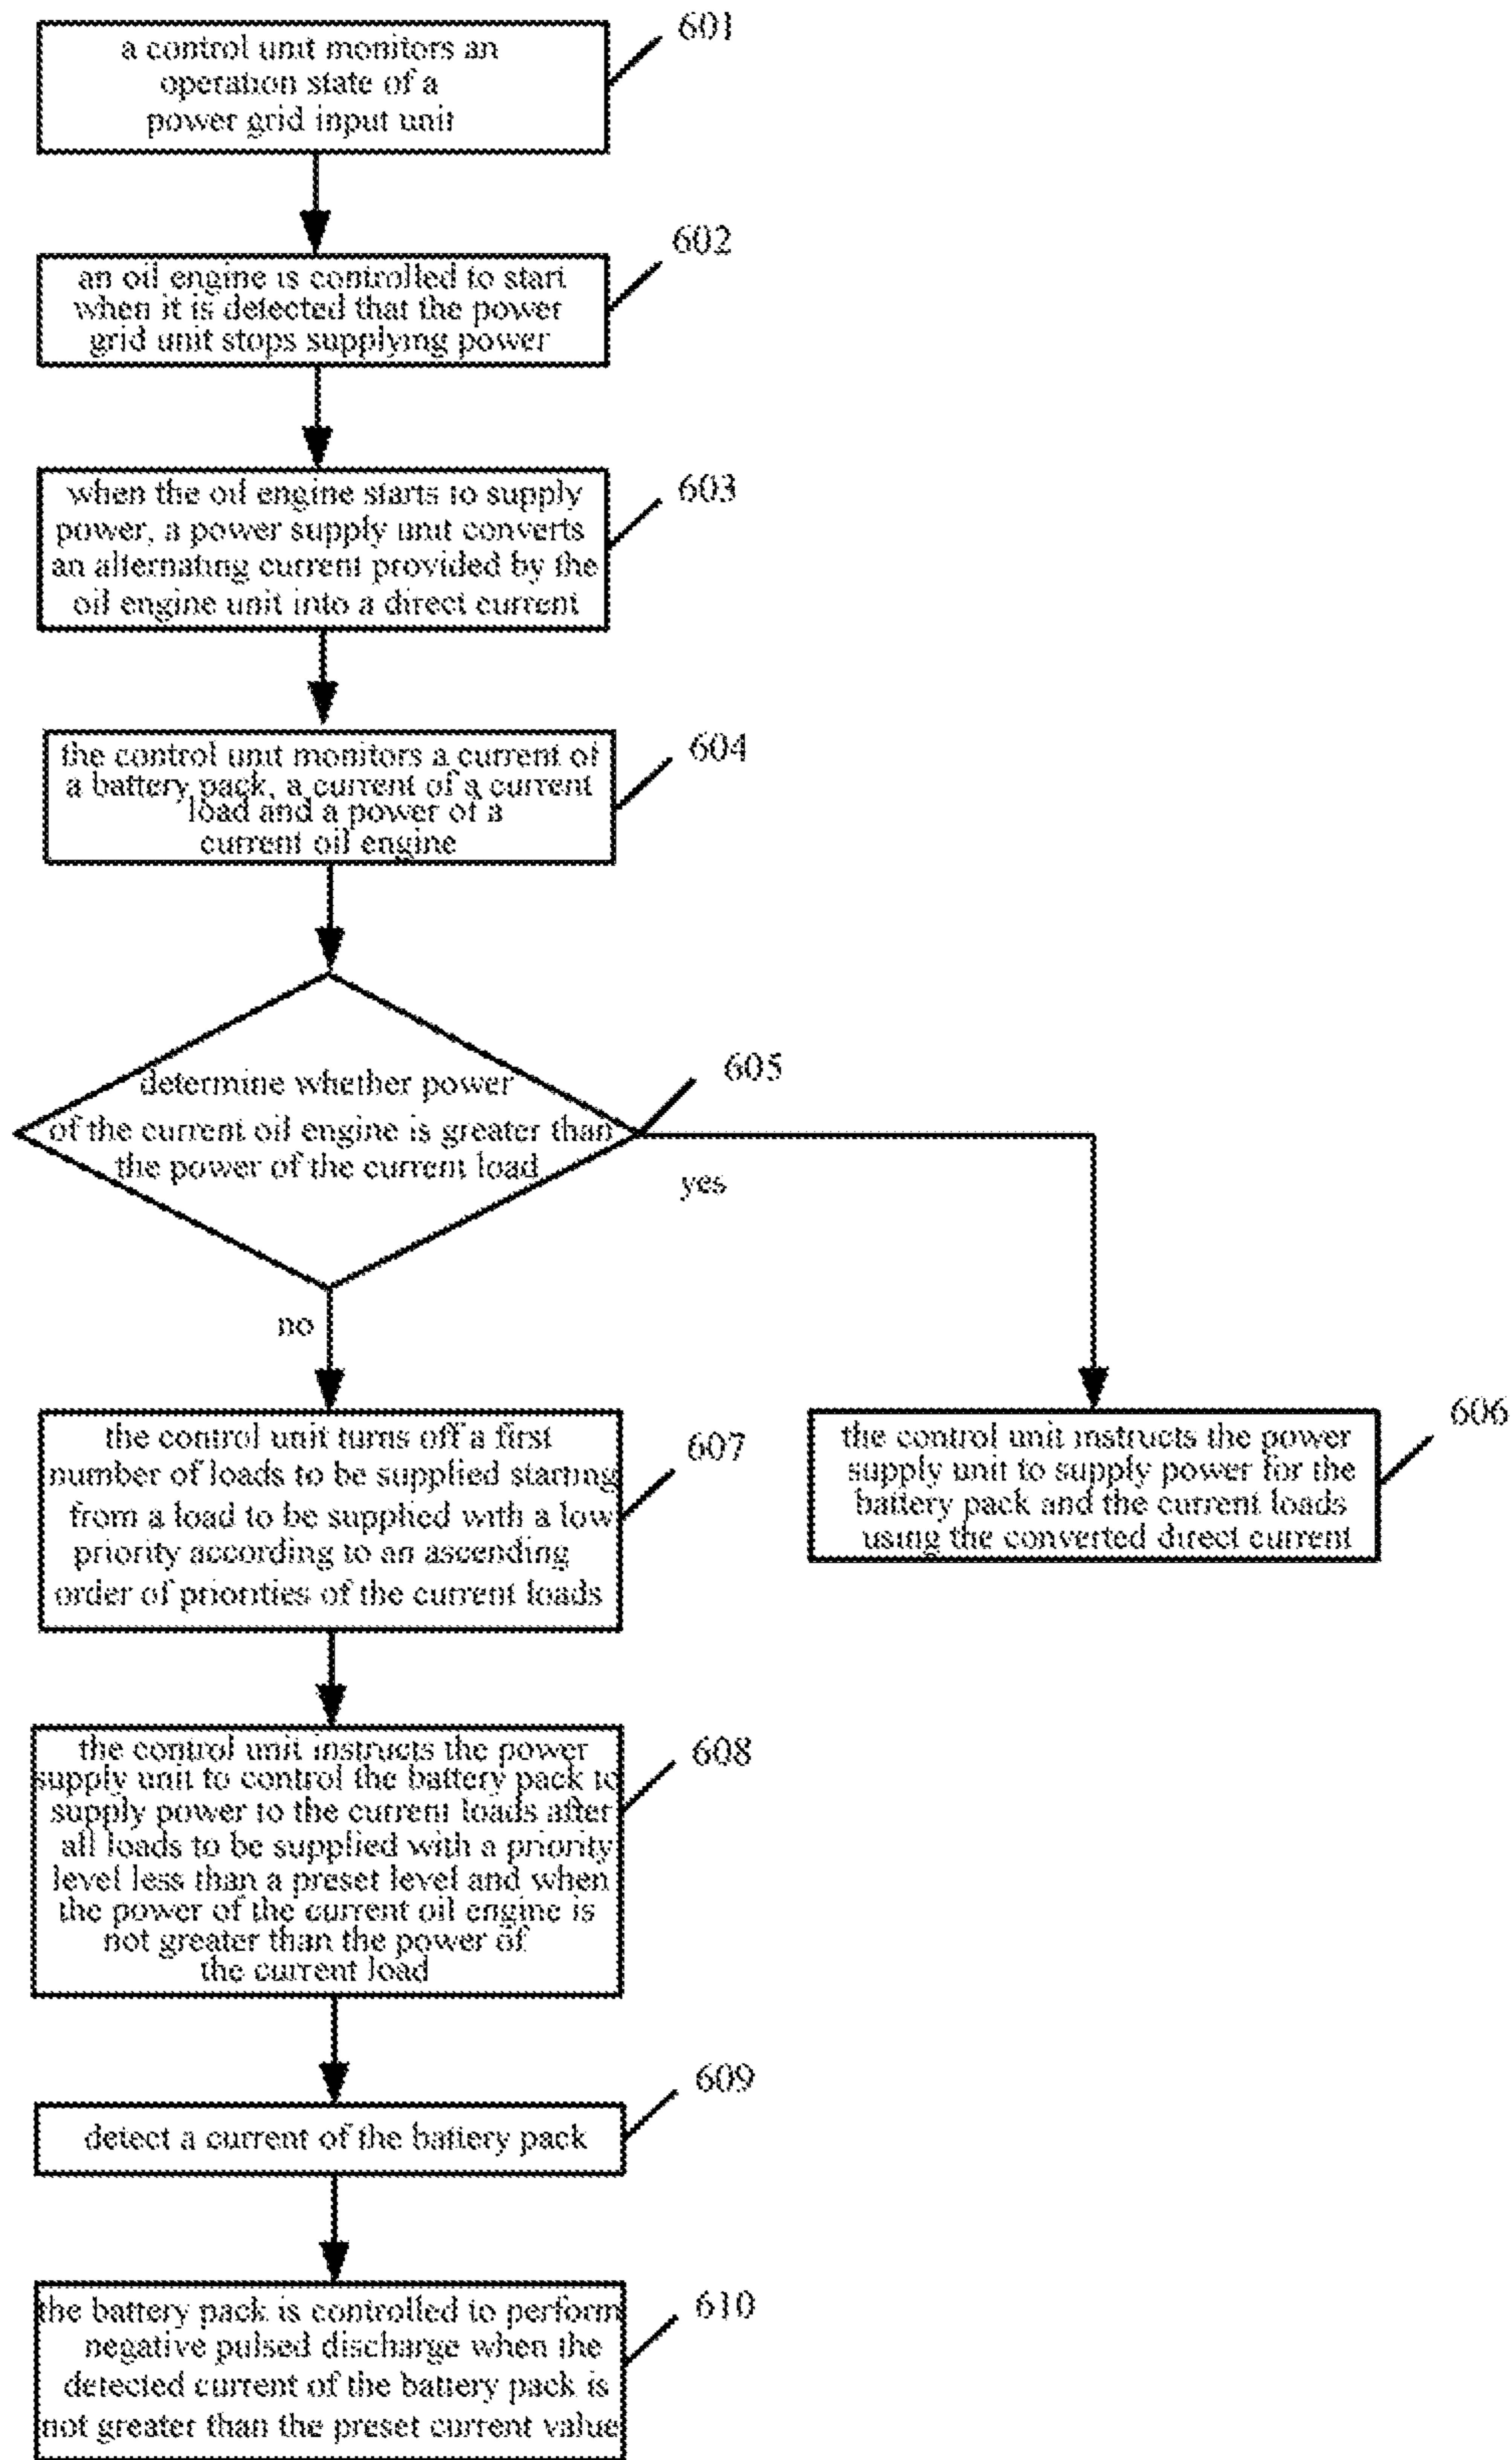 a control unit monitors an
operation state of a
power grid input unit
601
an oil engine is controlled to start
when it is detected that the power
grid unit stops supplying power
602
when the oil engine starts to supply
power, a power supply unit converts
an alternating current provided by the
oil engine unit into a direct current
603
the control unit monitors a current of
a battery pack, a current of a current
load and a power of a
current oil engine
604
determine whether power
of the current oil engine is greater than
the power of the current load
605
yes
no
the control unit turns off a first
number of loads to be supplied starting
from a load to be supplied with a low
priority according to an ascending
order of priorities of the current loads
607
the control unit instructs the power
supply unit to supply power for the
battery pack and the current loads
using the converted direct current
606
the control unit instructs the power
supply unit to control the battery pack to
supply power to the current loads after
all loads to be supplied with a priority
level less than a preset level and when
the power of the current oil engine is
not greater than the power of
the current load
608
detect a current of the battery pack
609
the battery pack is controlled to perform
negative pulsed discharge when the
detected current of the battery pack is
not greater than the preset current value
610